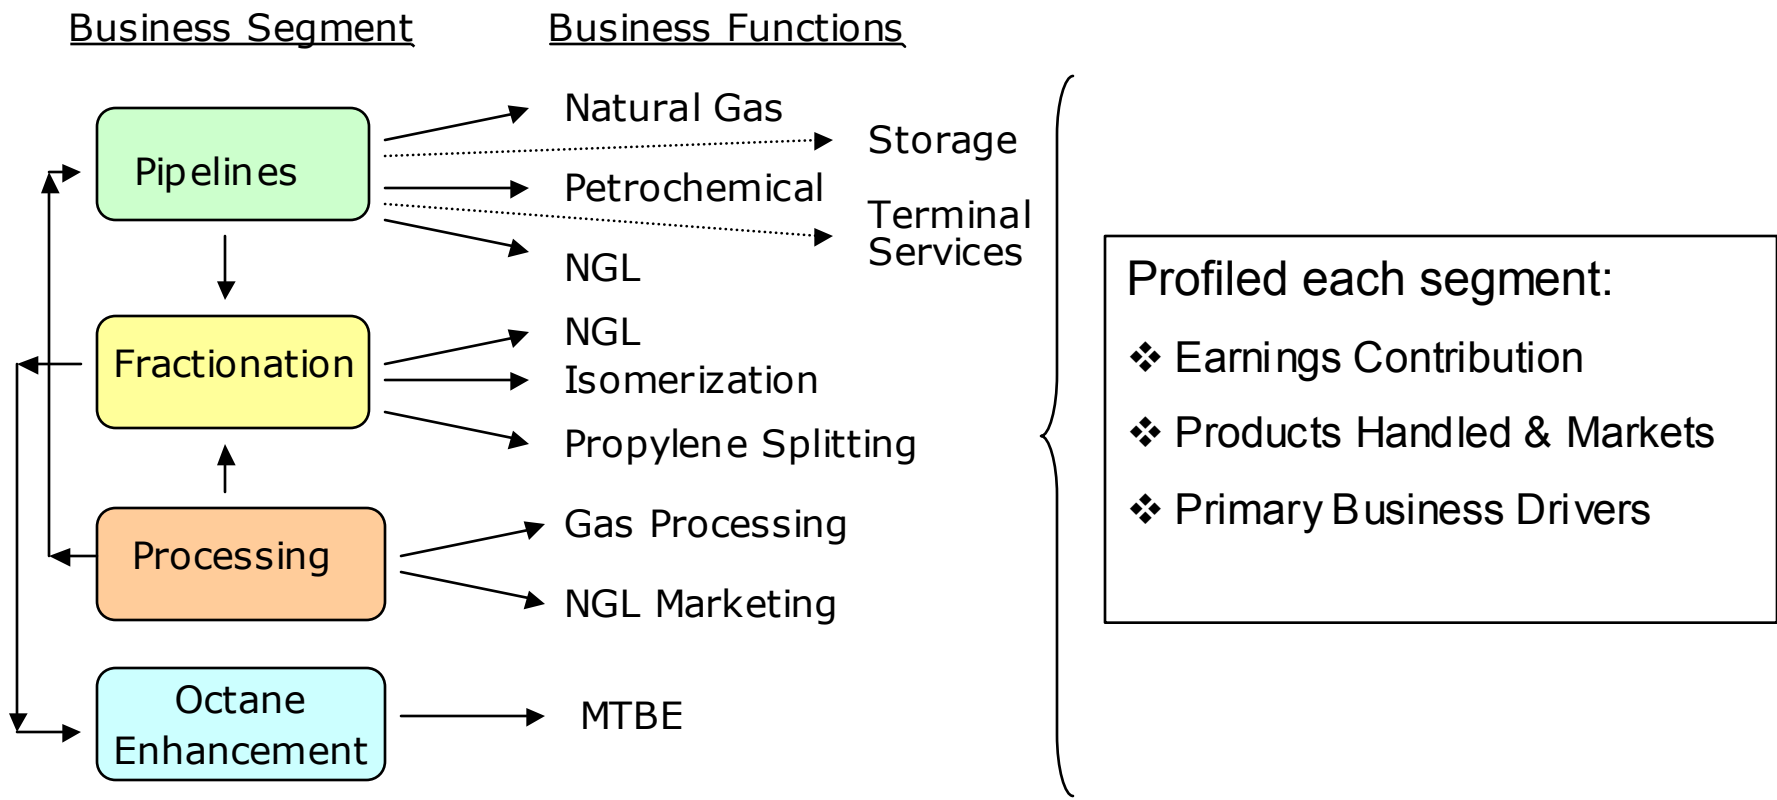 Business Segment
Business Functions
Pipelines
Natural Gas
Storage
Petrochemical
Terminal
Services
NGL
Fractionation
NGL
Isomerization
Propylene Splitting
Processing
Gas Processing
NGL Marketing
Octane
Enhancement
MTBE
Profiled each segment:
❖ Earnings Contribution
❖ Products Handled & Markets
❖ Primary Business Drivers